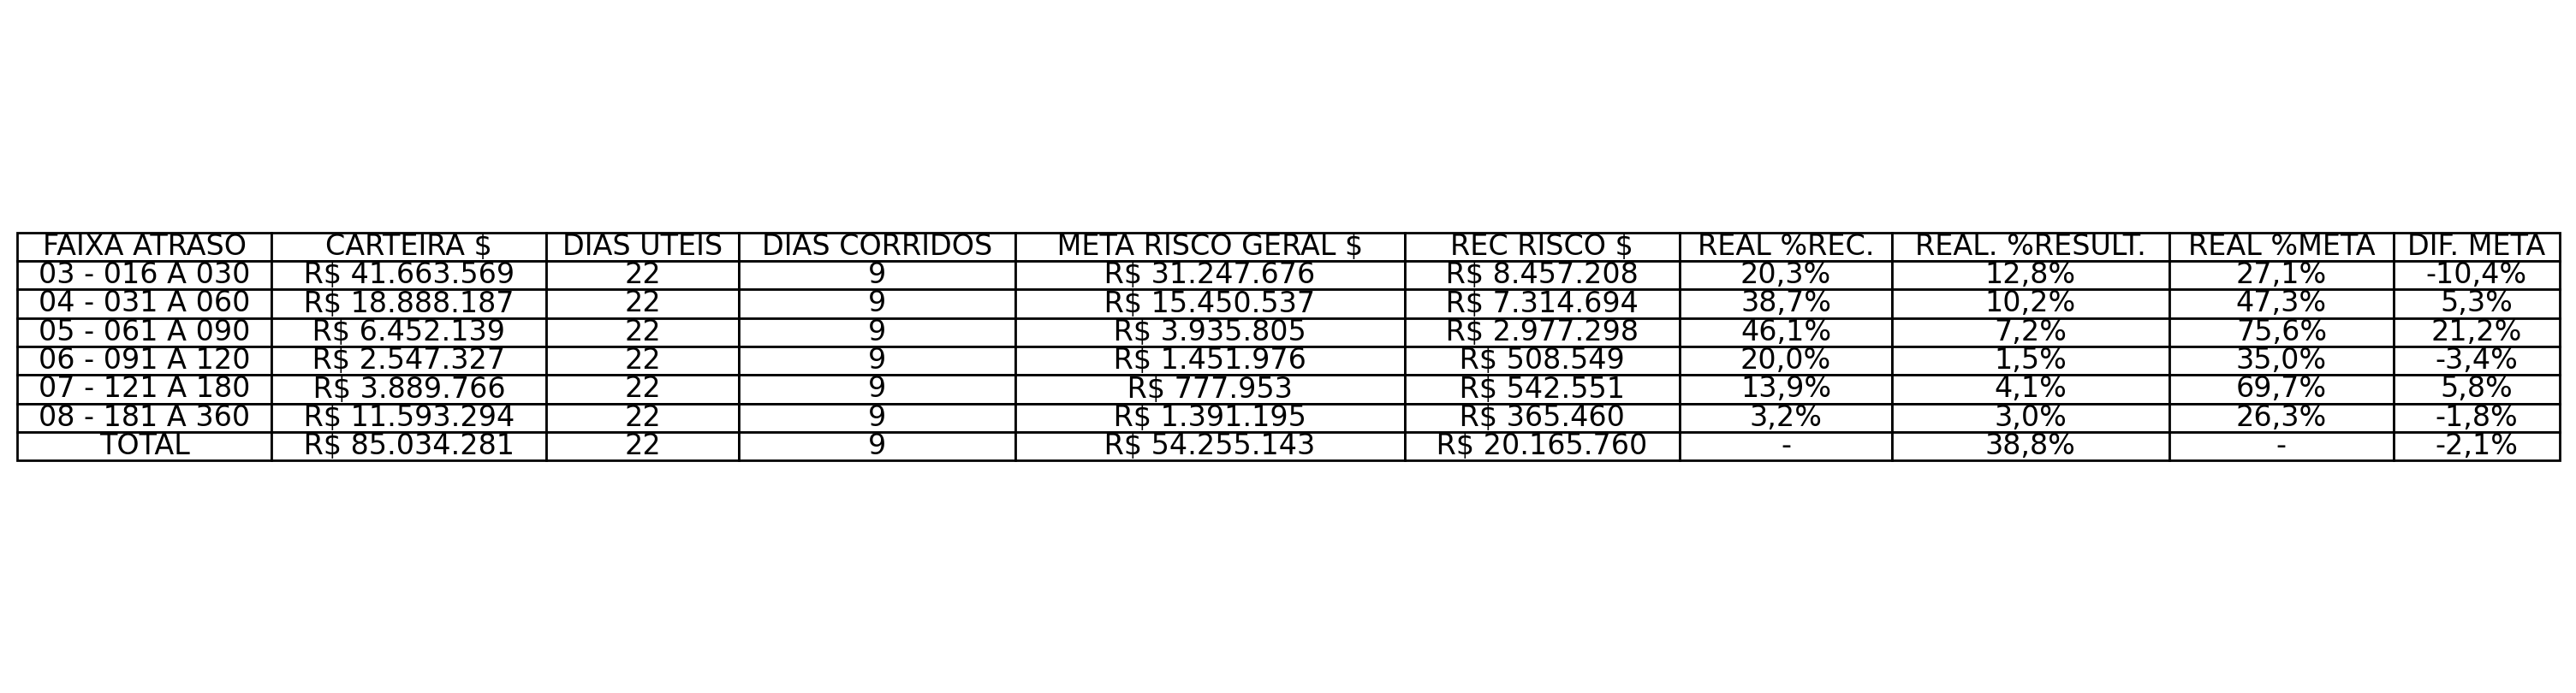 FAIXA ATRASO CARTEIRA $ DIAS UTEIS DIAS CORRIDOS META RISCO GERAL $ REC RISCO $ REAL %REC. REAL. %RESULT. REAL %META DIF. META
03 - 016 A 030 R$ 41.663.569 22 9 R$ 31.247.676 R$ 8.457.208 20,3% 12,8% 27,1% -10,4%
04 - 031 A 060 R$ 18.888.187 22 9 R$ 15.450.537 R$ 7.314.694 38,7% 10,2% 47,3% 5,3%
05 - 061 A 090 R$ 6.452.139 22 9 R$ 3.935.805 R$ 2.977.298 46,1% 7,2% 75,6% 21,2%
06 - 091 A 120 R$ 2.547.327 22 9 R$ 1.451.976 R$ 508.549 20,0% 1,5% 35,0% -3,4%
07 - 121 A 180 R$ 3.889.766 22 9 R$ 777.953 R$ 542.551 13,9% 4,1% 69,7% 5,8%
08 - 181 A 360 R$ 11.593.294 22 9 R$ 1.391.195 R$ 365.460 3,2% 3,0% 26,3% -1,8%
TOTAL R$ 85.034.281 22 9 R$ 54.255.143 R$ 20.165.760 - 38,8% - -2,1%